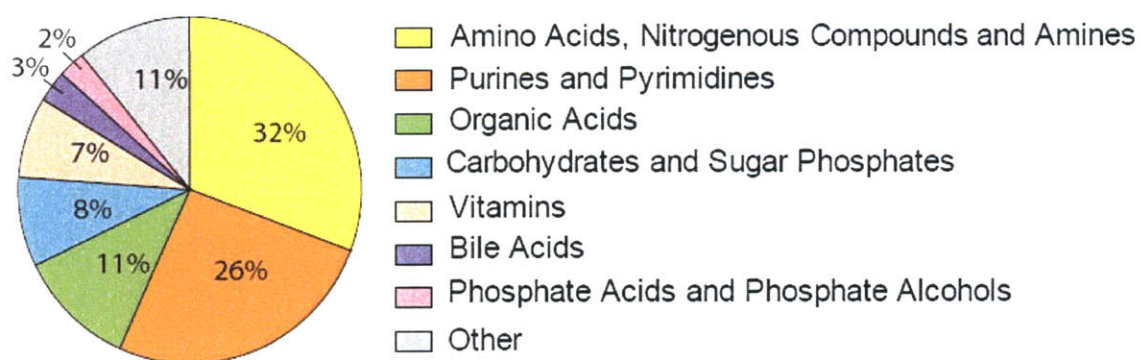 2%
3%
11%
32%
7%
8%
11%
26%
Amino Acids, Nitrogenous Compounds and Amines
Purines and Pyrimidines
Organic Acids
Carbohydrates and Sugar Phosphates
Vitamins
Bile Acids
Phosphate Acids and Phosphate Alcohols
Other